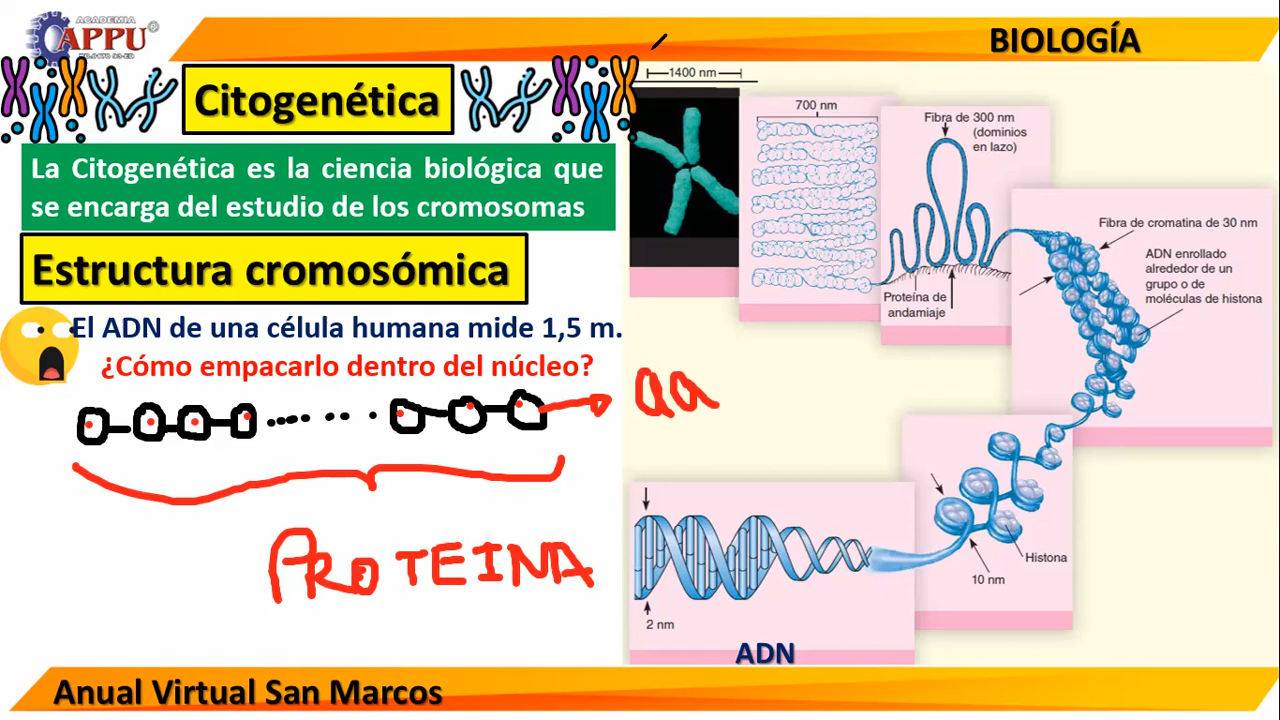 ACADEMIA
APPU
BIOLOGÍA
Citogenética
La Citogenética es la ciencia biológica que
se encarga del estudio de los cromosomas
Estructura cromosómica
El ADN de una célula humana mide 1,5 m.
¿Cómo empacarlo dentro del núcleo?
aa
PROTEINA
1400 nm
700 nm
Fibra de 300 nm
(dominios
en lazo)
Proteína de
andamiaje
Fibra de cromatina de 30 nm
ADN enrollado
alrededor de un
grupo o de
moléculas de histona
Histona
10 nm
2 nm
ADN
Anual Virtual San Marcos